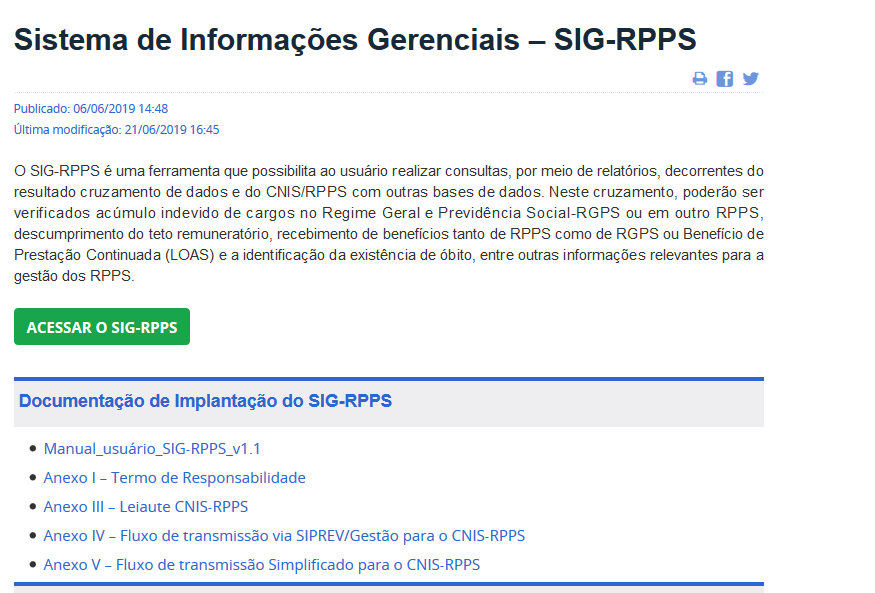 Sistema de Informações Gerenciais – SIG-RPPS
Publicado: 06/06/2019 14:48
Última modificação: 21/06/2019 16:45
O SIG-RPPS é uma ferramenta que possibilita ao usuário realizar consultas, por meio de relatórios, decorrentes do
resultado cruzamento de dados e do CNIS/RPPS com outras bases de dados. Neste cruzamento, poderão ser
verificados acúmulo indevido de cargos no Regime Geral e Previdência Social-RGPS ou em outro RPPS,
descumprimento do teto remuneratório, recebimento de benefícios tanto de RPPS como de RGPS ou Benefício de
Prestação Continuada (LOAS) e a identificação da existência de óbito, entre outras informações relevantes para a
gestão dos RPPS.
ACESSAR O SIG-RPPS
Documentação de Implantação do SIG-RPPS
Manual_usuário_SIG-RPPS_v1.1
Anexo I – Termo de Responsabilidade
Anexo III – Leiaute CNIS-RPPS
Anexo IV – Fluxo de transmissão via SIPREV/Gestão para o CNIS-RPPS
Anexo V – Fluxo de transmissão Simplificado para o CNIS-RPPS